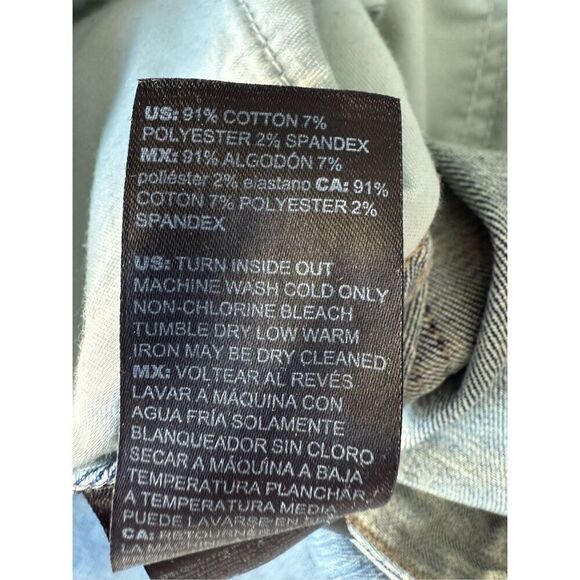 US: 91% COTTON 7%
POLYESTER 2% SPANDEX
MX: 91% ALGODÓN 7%
poliéster 2% elastano CA: 91%
COTON 7% POLYESTER 2%
SPANDEX
US: TURN INSIDE OUT
MACHINE WASH COLD ONLY
NON-CHLORINE BLEACH
TUMBLE DRY LOW WARM
IRON MAY BE DRY CLEANED
MX: VOLTEAR AL REVÉS
LAVAR A MÁQUINA CON
AGUA FRÍA SOLAMENTE
BLANQUEADOR SIN CLORO
SECAR A MÁQUINA A BAJA
TEMPERATURA PLANCHAR
A TEMPERATURA MEDIA
PUEDE LAVARSE EN
CA: